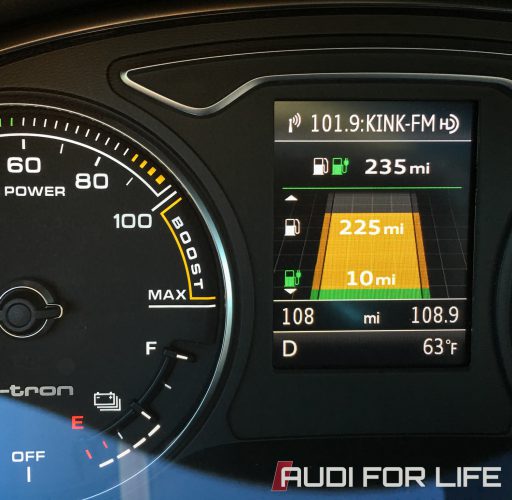 101.9:KINK-FM HD
235 mi
225 mi
10 mi
108 mi 108.9
D 63°F
60
80
100
POWER
BOOST
MAX
F
-tron
E
OFF
AUDI FOR LIFE